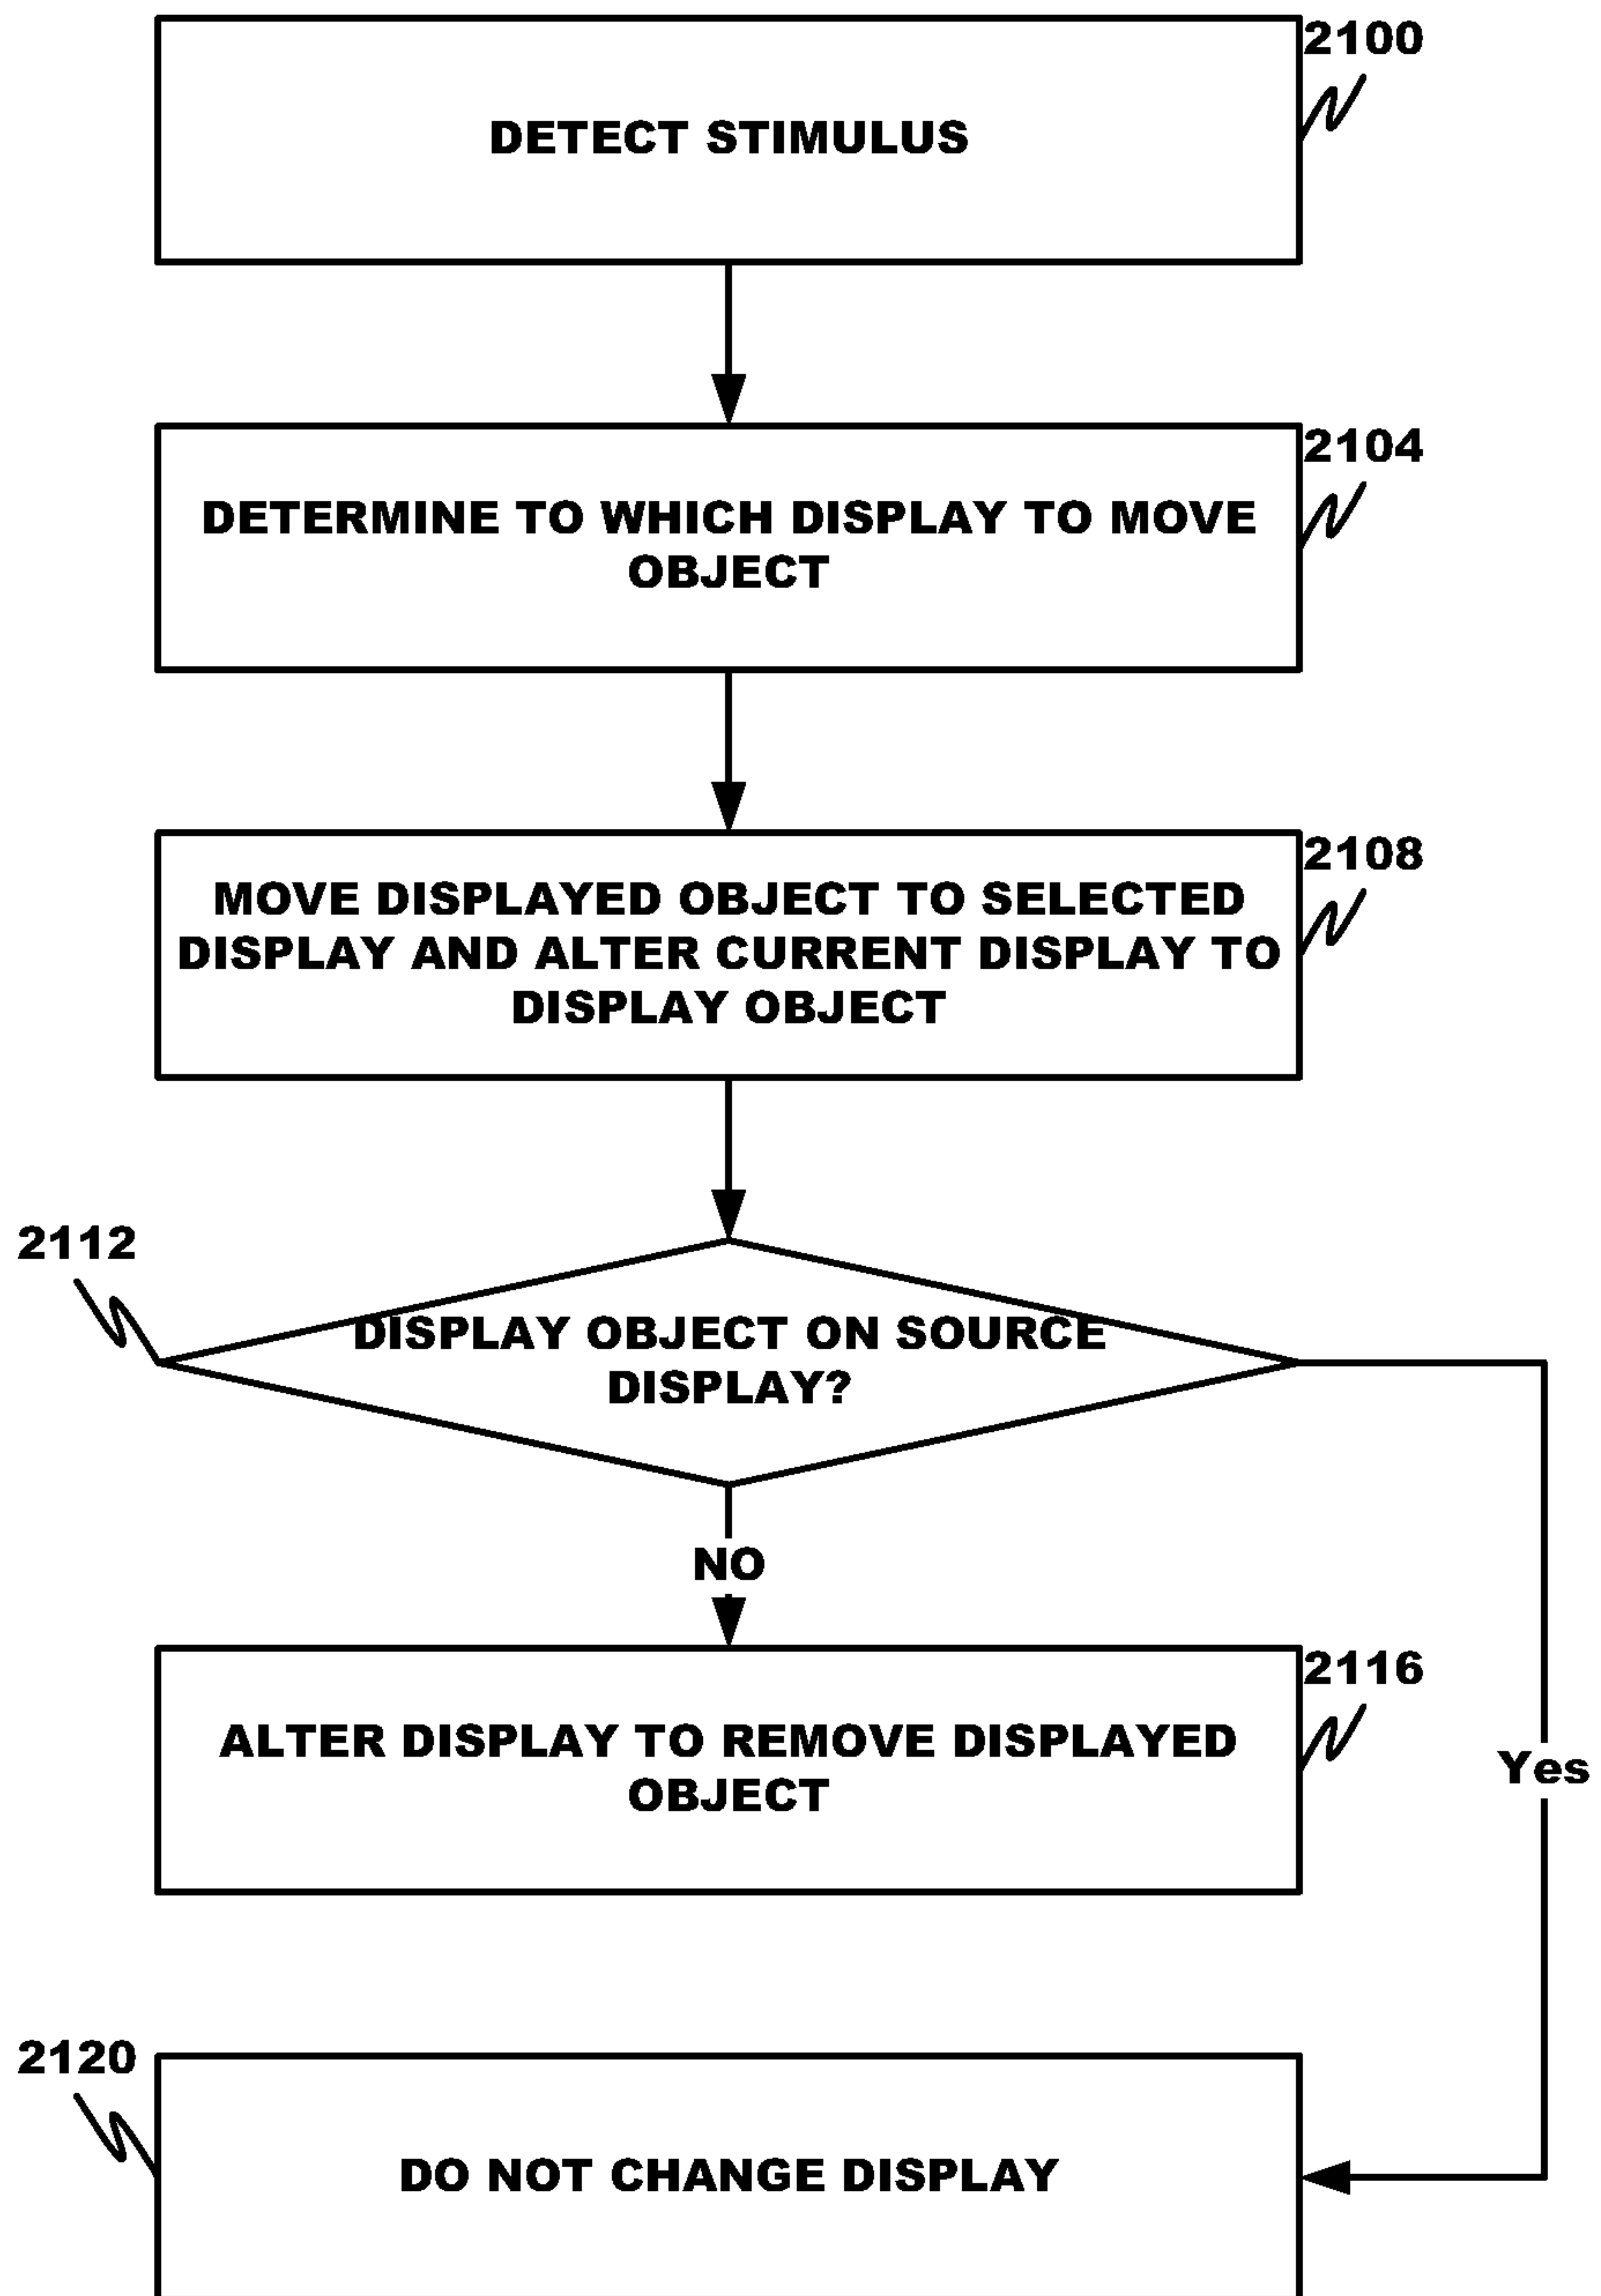 2100
DETECT STIMULUS
2104
DETERMINE TO WHICH DISPLAY TO MOVE
OBJECT
2108
MOVE DISPLAYED OBJECT TO SELECTED
DISPLAY AND ALTER CURRENT DISPLAY TO
DISPLAY OBJECT
2112
DISPLAY OBJECT ON SOURCE
DISPLAY?
NO
2116
ALTER DISPLAY TO REMOVE DISPLAYED
OBJECT
Yes
2120
DO NOT CHANGE DISPLAY